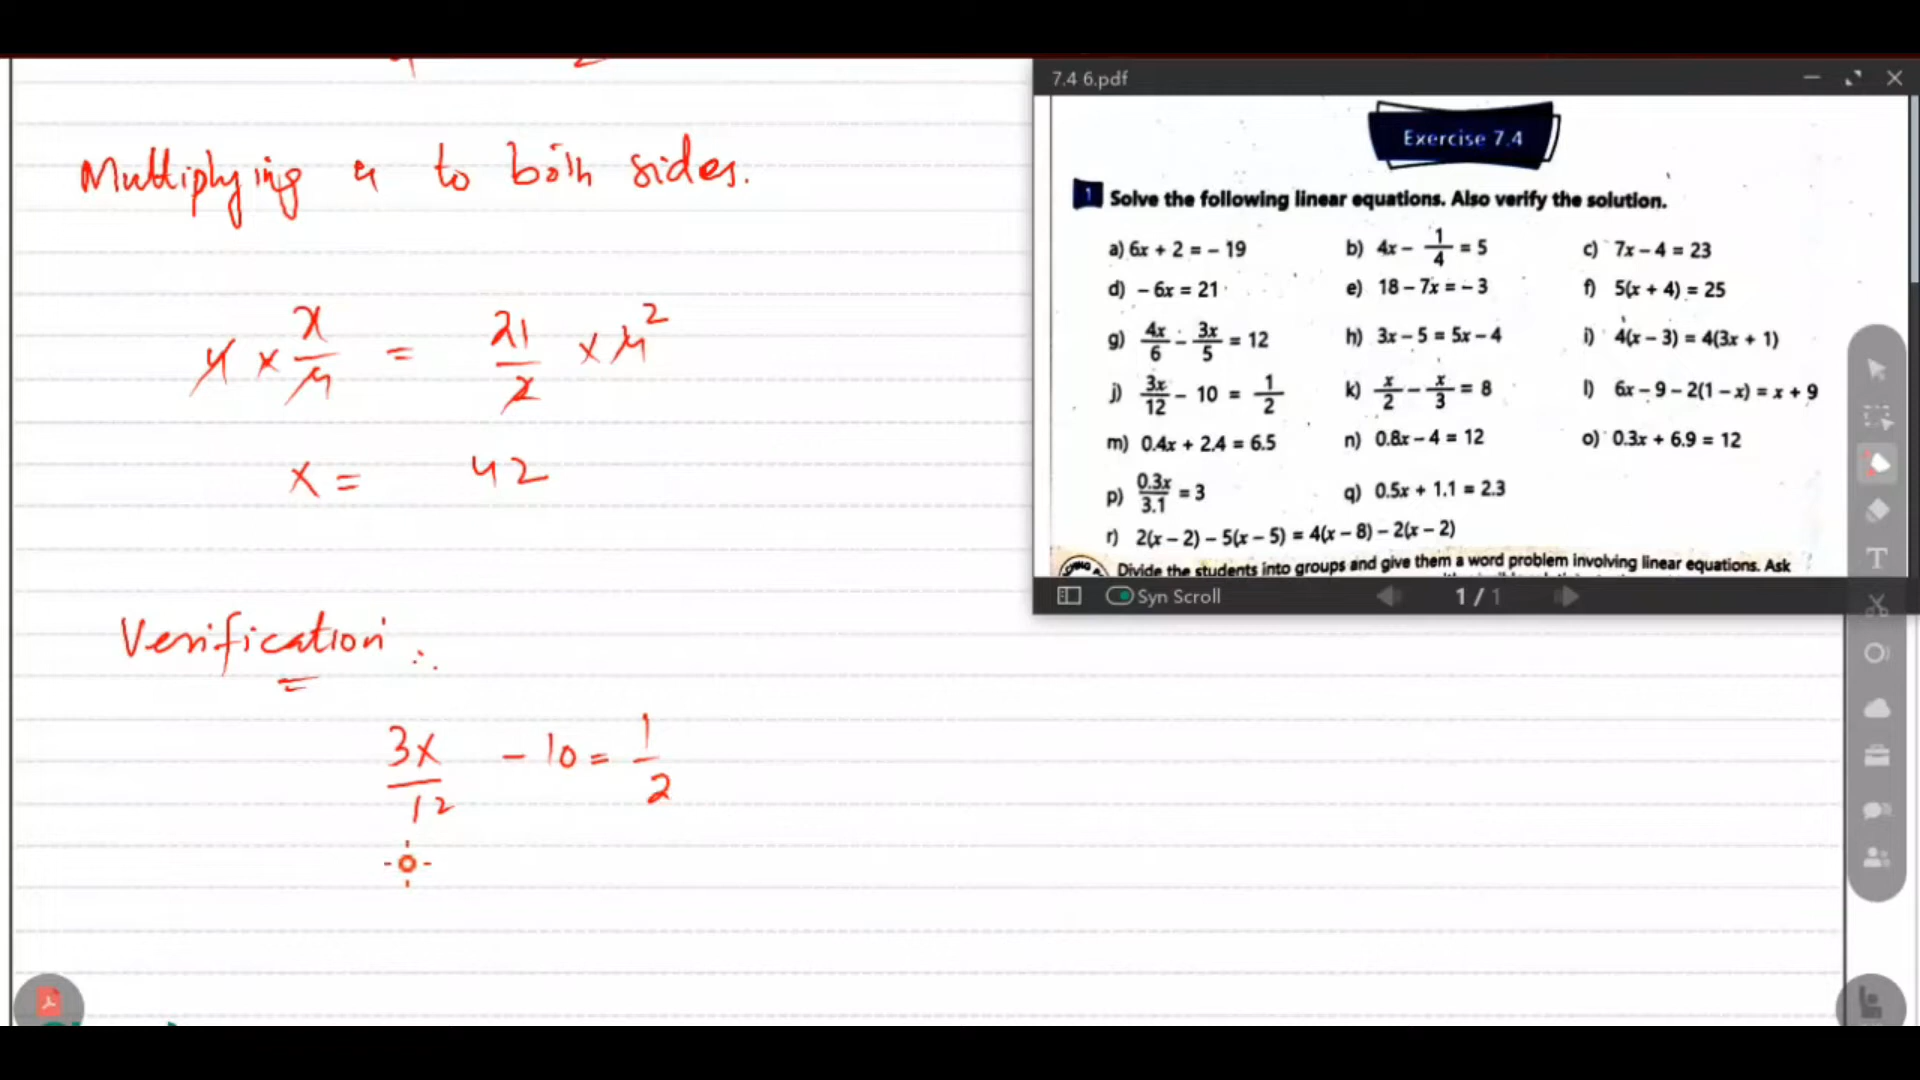 Multiplying 4 to both sides.
4 × x/4 = 21/2 × 4 2
x = 42
Verification :
3x/12 - 10 = 1/2
7.4 6.pdf
Exercise 7.4
1 Solve the following linear equations. Also verify the solution.
a) 6x + 2 = – 19 b) 4x – 1/4 = 5 c) 7x – 4 = 23
d) – 6x = 21 e) 18 – 7x = – 3 f) 5(x + 4) = 25
g) 4x/6 - 3x/5 = 12 h) 3x – 5 = 5x – 4 i) 4(x – 3) = 4(3x + 1)
j) 3x/12 – 10 = 1/2 k) x/2 – x/3 = 8 l) 6x – 9 – 2(1 – x) = x + 9
m) 0.4x + 2.4 = 6.5 n) 0.8x – 4 = 12 o) 0.3x + 6.9 = 12
p) 0.3x/3.1 = 3 q) 0.5x + 1.1 = 2.3
r) 2(x – 2) – 5(x – 5) = 4(x – 8) – 2(x – 2)
Divide the students into groups and give them a word problem involving linear equations. Ask
Syn Scroll 1 / 1
T